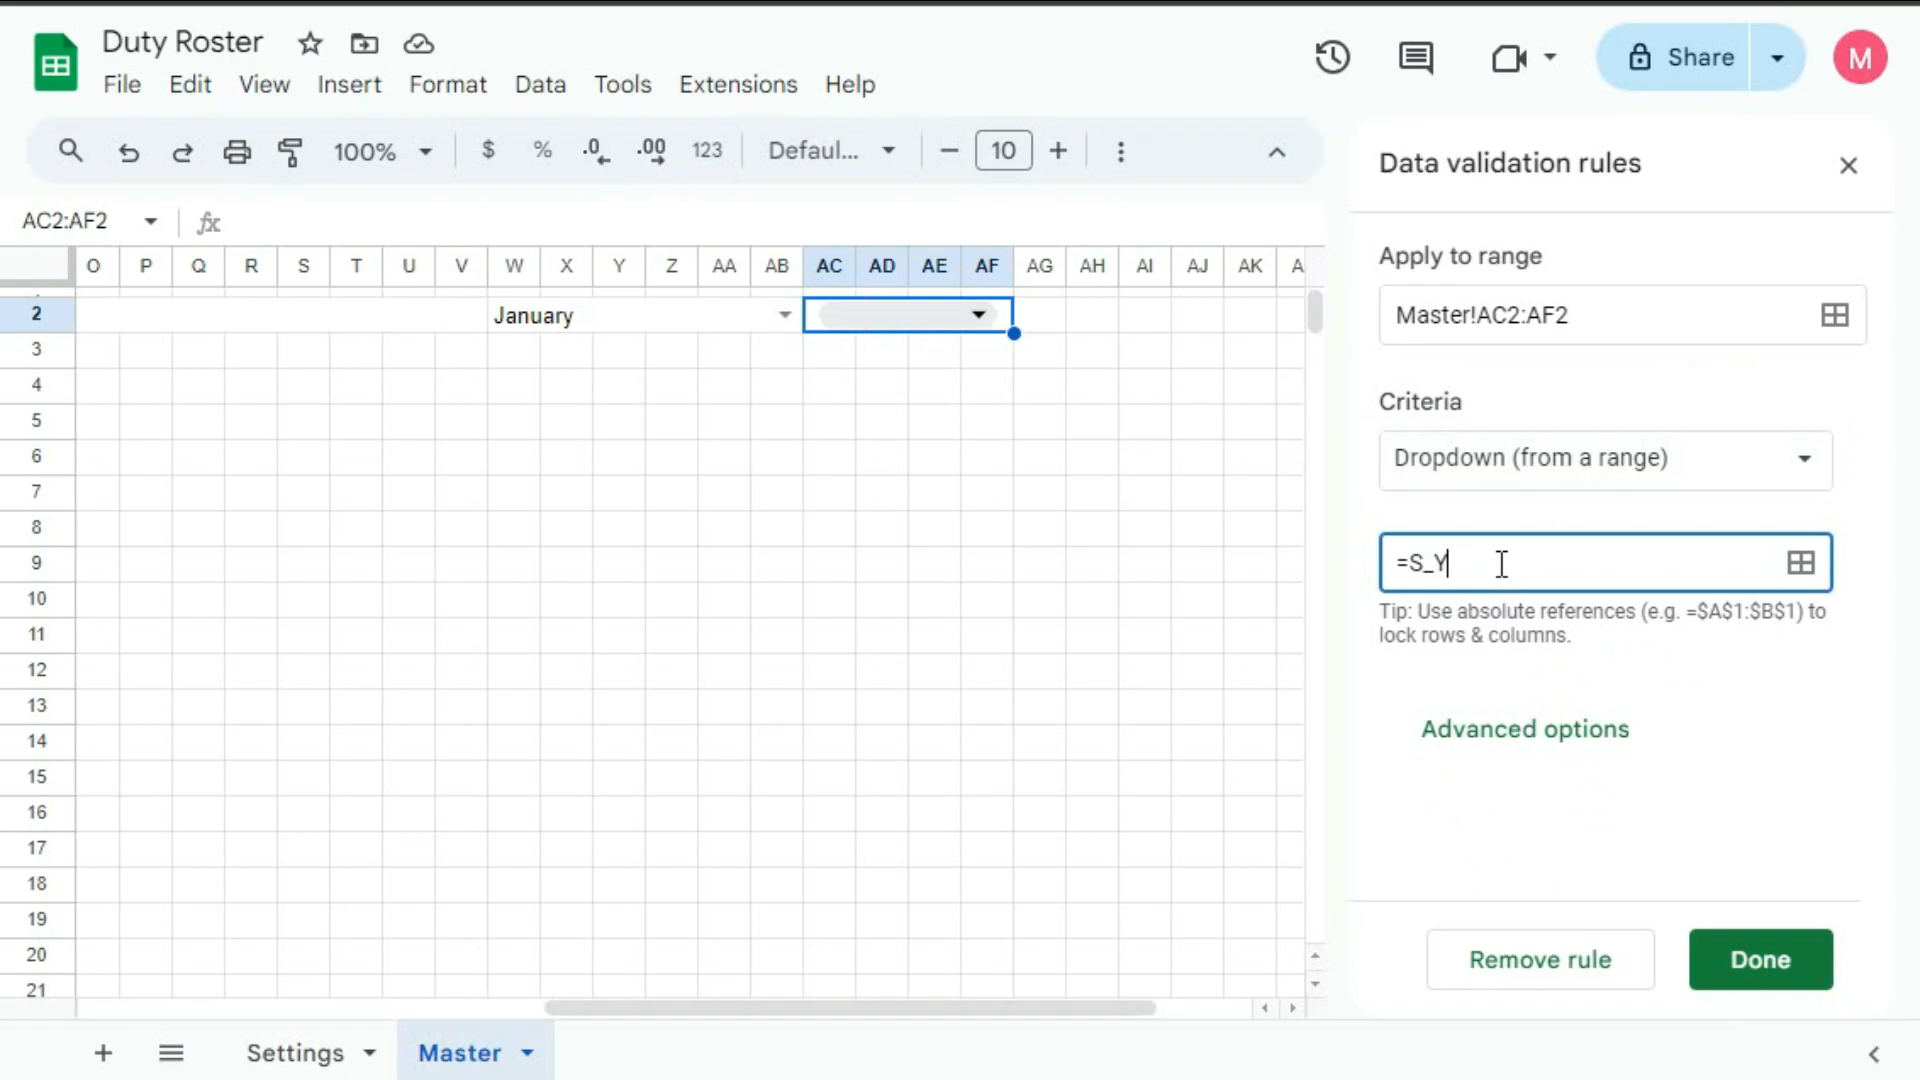 Duty Roster
File Edit View Insert Format Data Tools Extensions Help
Share
M
100% $ % .0 .00 123 Defaul... 10
Data validation rules
AC2:AF2 fx
O P Q R S T U V W X Y Z AA AB AC AD AE AF AG AH AI AJ AK A
2 January
3
4
5
6
7
8
9
10
11
12
13
14
15
16
17
18
19
20
21
Apply to range
Master!AC2:AF2
Criteria
Dropdown (from a range)
=S_Y
Tip: Use absolute references (e.g. =$A$1:$B$1) to
lock rows & columns.
Advanced options
Remove rule Done
Settings Master